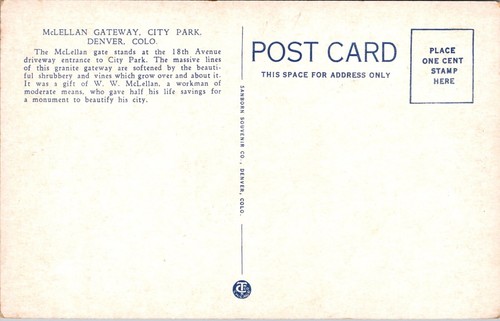 McLELLAN GATEWAY, CITY PARK,
DENVER, COLO.
The McLellan gate stands at the 18th Avenue
driveway entrance to City Park. The massive lines
of this granite gateway are softened by the beauti-
ful shrubbery and vines which grow over and about it.
It was a gift of W. W. McLellan, a workman of
moderate means, who gave half his life savings for
a monument to beautify his city.
SANBORN SOUVENIR CO., DENVER, COLO.
POST CARD
THIS SPACE FOR ADDRESS ONLY
PLACE
ONE CENT
STAMP
HERE